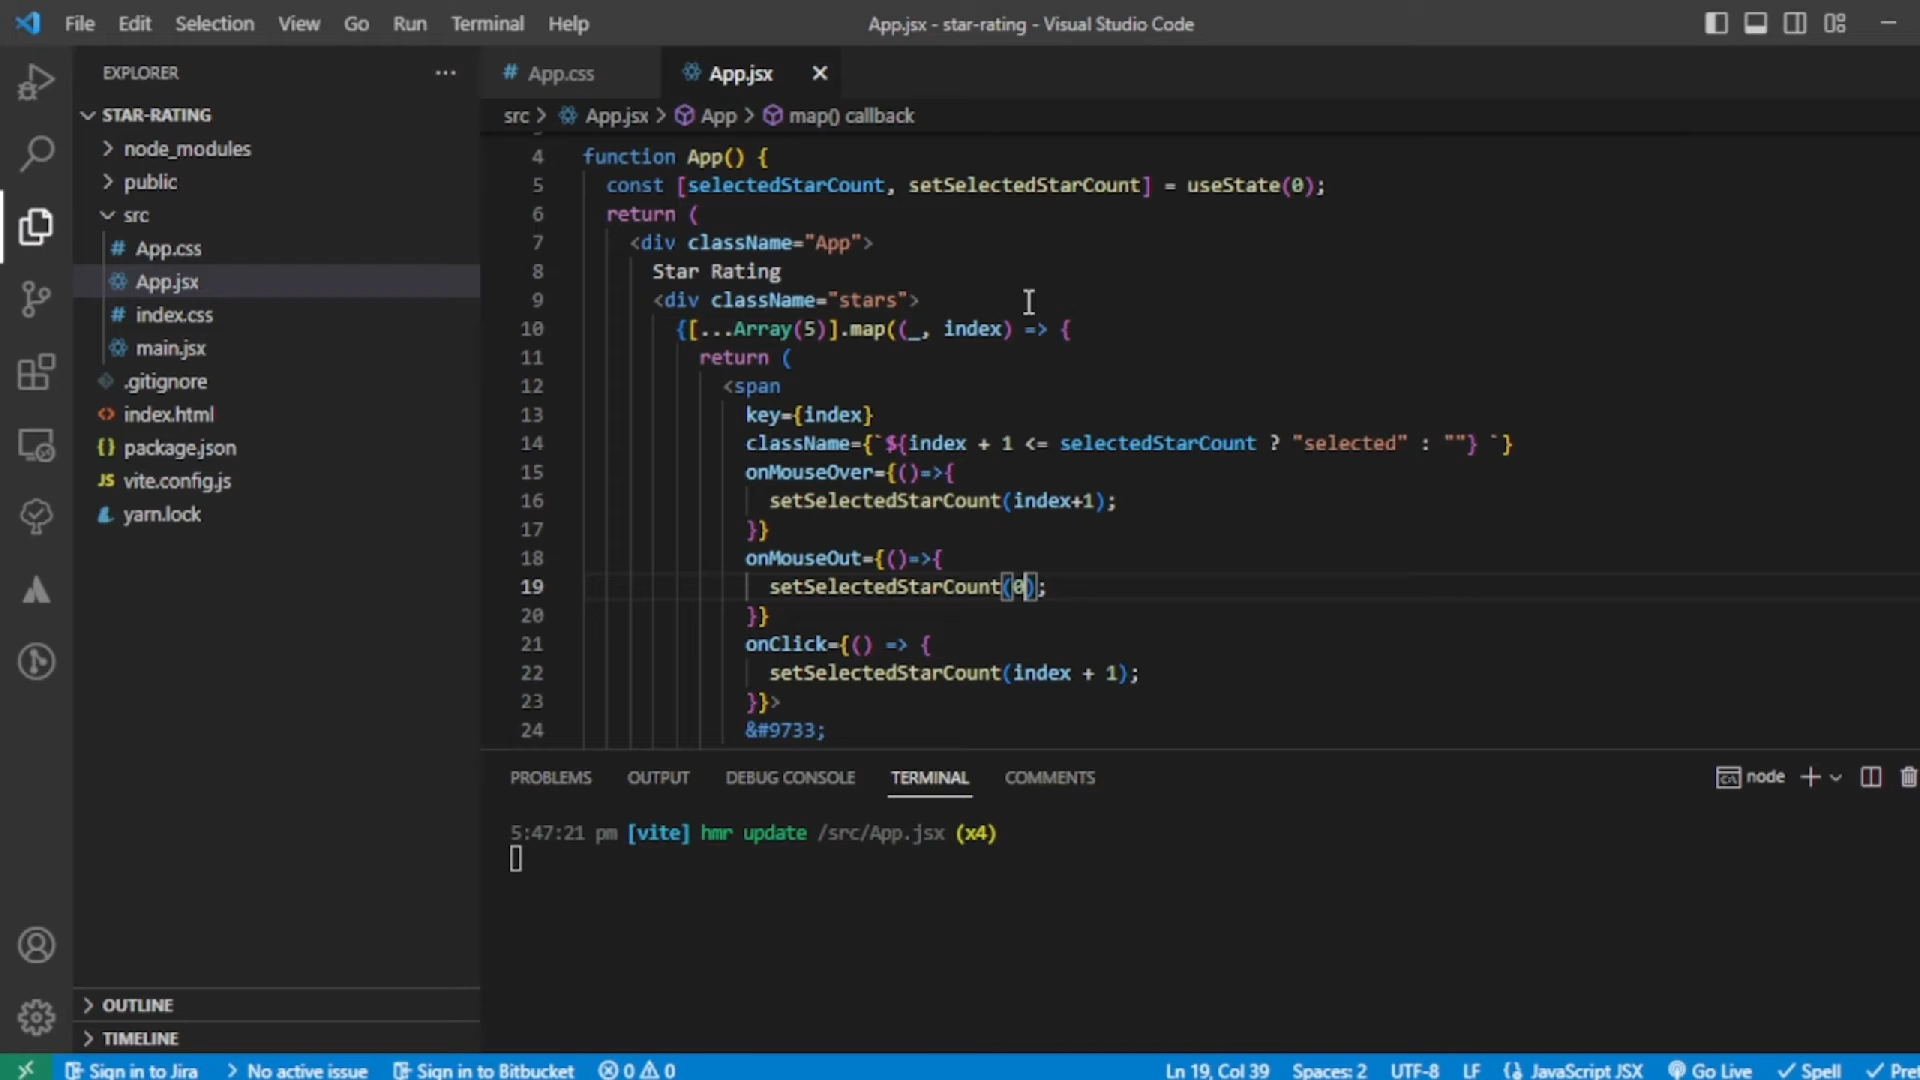 File Edit Selection View Go Run Terminal Help
App.jsx - star-rating - Visual Studio Code
EXPLORER
STAR-RATING
node_modules
public
src
# App.css
App.jsx
# index.css
main.jsx
.gitignore
<> index.html
{} package.json
JS vite.config.js
yarn.lock
OUTLINE
TIMELINE
# App.css
App.jsx
src > App.jsx > App > map() callback
4 function App() {
5 const [selectedStarCount, setSelectedStarCount] = useState(0);
6 return (
7 <div className="App">
8 Star Rating
9 <div className="stars">
10 {[...Array(5)].map((_, index) => {
11 return (
12 <span
13 key={index}
14 className={`${index + 1 <= selectedStarCount ? "selected" : ""} `}
15 onMouseOver={()=>{
16 setSelectedStarCount(index+1);
17 }}
18 onMouseOut={()=>{
19 setSelectedStarCount(0);
20 }}
21 onClick={() => {
22 setSelectedStarCount(index + 1);
23 }}>
24 &#9733;
PROBLEMS OUTPUT DEBUG CONSOLE TERMINAL COMMENTS
node
5:47:21 pm [vite] hmr update /src/App.jsx (x4)
Sign in to Jira > No active issue Sign in to Bitbucket 0 0
Ln 19, Col 39 Spaces: 2 UTF-8 LF {} JavaScript JSX Go Live Spell Pret